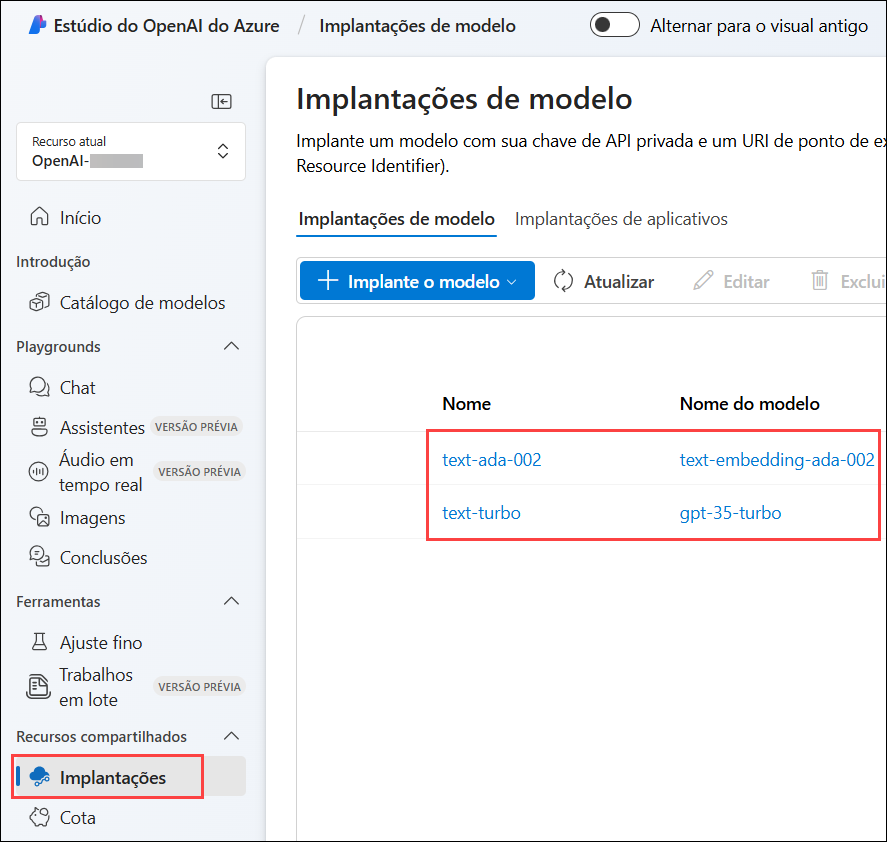 Estúdio do OpenAI do Azure / Implantações de modelo Alternar para o visual antigo
Recurso atual
OpenAI-
Início
Introdução
Catálogo de modelos
Playgrounds
Chat
Assistentes VERSÃO PRÉVIA
Áudio em
tempo real VERSÃO PRÉVIA
Imagens
Conclusões
Ferramentas
Ajuste fino
Trabalhos
em lote VERSÃO PRÉVIA
Recursos compartilhados
Implantações
Cota
Implantações de modelo
Implante um modelo com sua chave de API privada e um URI de ponto de ex
Resource Identifier).
Implantações de modelo Implantações de aplicativos
Implante o modelo Atualizar Editar Exclui
Nome Nome do modelo
text-ada-002 text-embedding-ada-002
text-turbo gpt-35-turbo